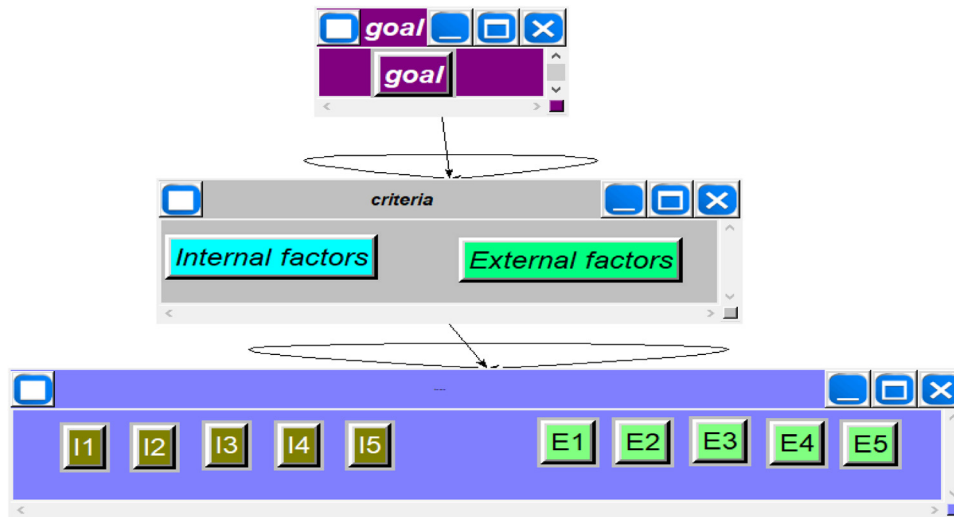 goal
goal
criteria
Internal factors External factors
I1 I2 I3 I4 I5 E1 E2 E3 E4 E5